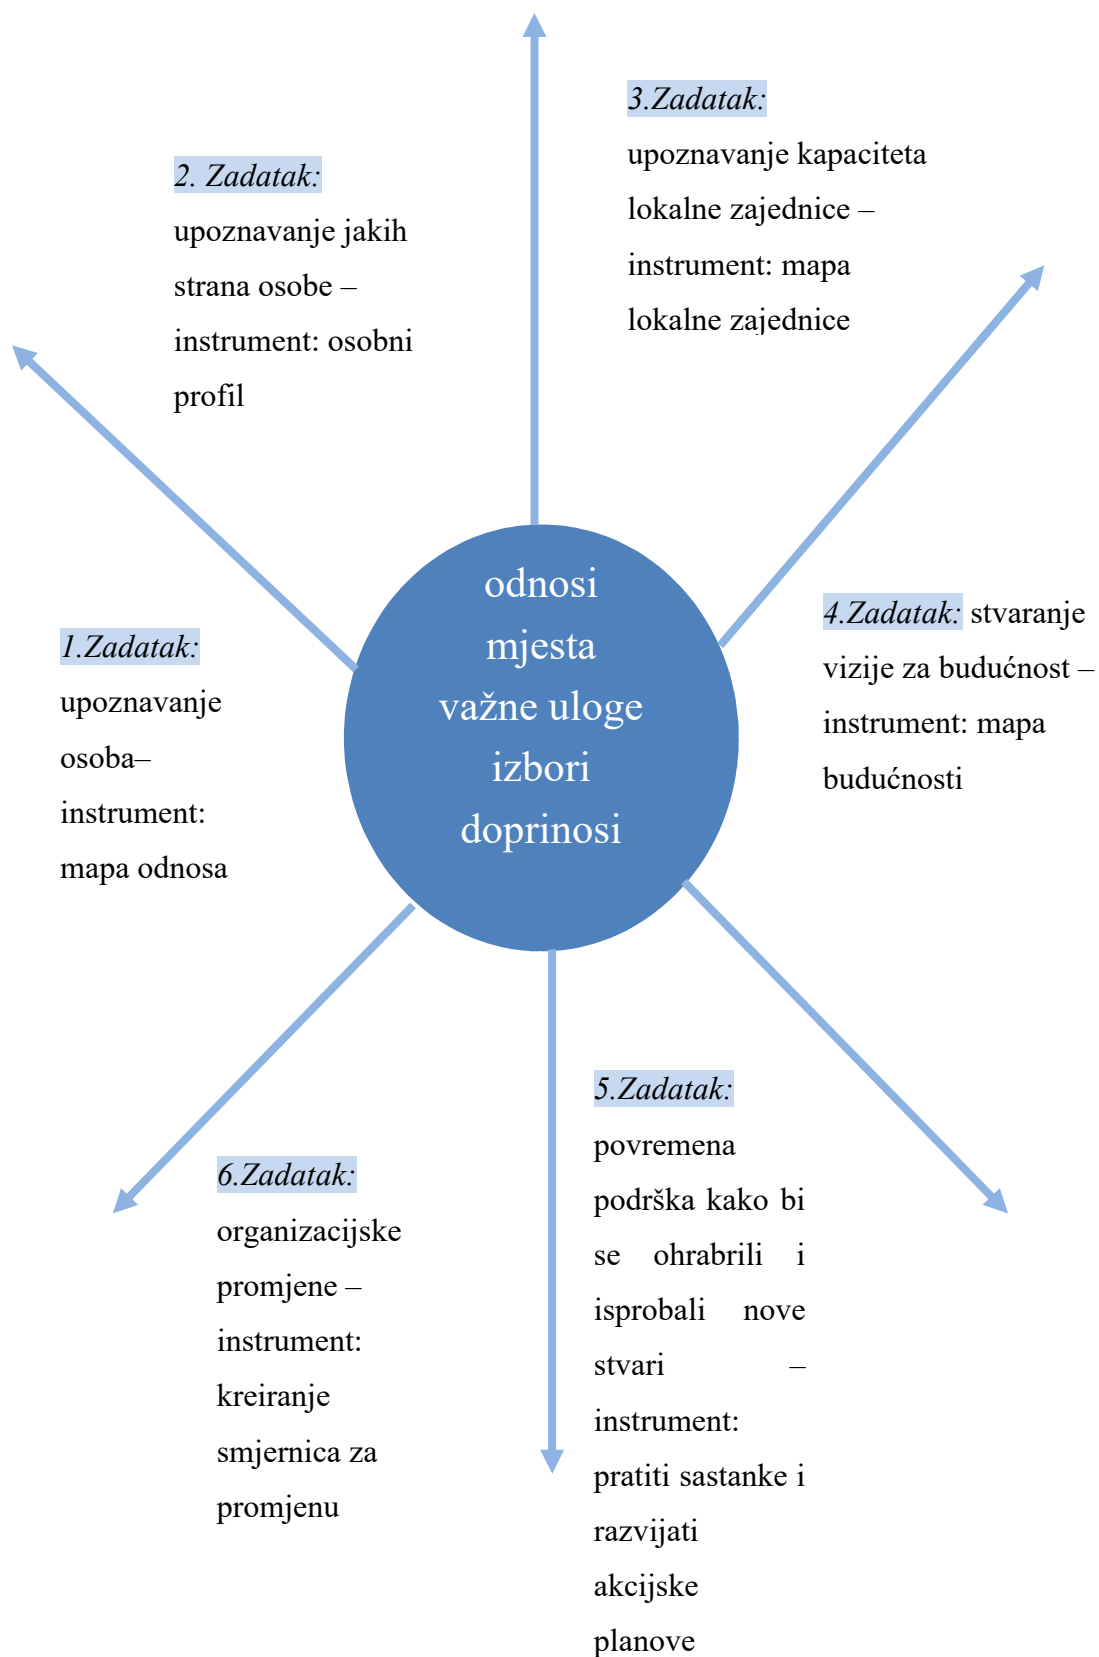 3.Zadatak:
upoznavanje kapaciteta
lokalne zajednice –
instrument: mapa
lokalne zajednice
2. Zadatak:
upoznavanje jakih
strana osobe –
instrument: osobni
profil
odnosi
mjesta
važne uloge
izbori
doprinosi
4.Zadatak: stvaranje
vizije za budućnost –
instrument: mapa
budućnosti
1.Zadatak:
upoznavanje
osoba–
instrument:
mapa odnosa
5.Zadatak:
povremena
podrška kako bi
se ohrabrili i
isprobali nove
stvari –
instrument:
pratiti sastanke i
razvijati
akcijske
planove
6.Zadatak:
organizacijske
promjene –
instrument:
kreiranje
smjernica za
promjenu